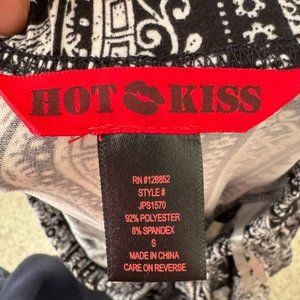 HOT KISS
RN #128852
STYLE #
JPS1570
92% POLYESTER
8% SPANDEX
S
MADE IN CHINA
CARE ON REVERSE